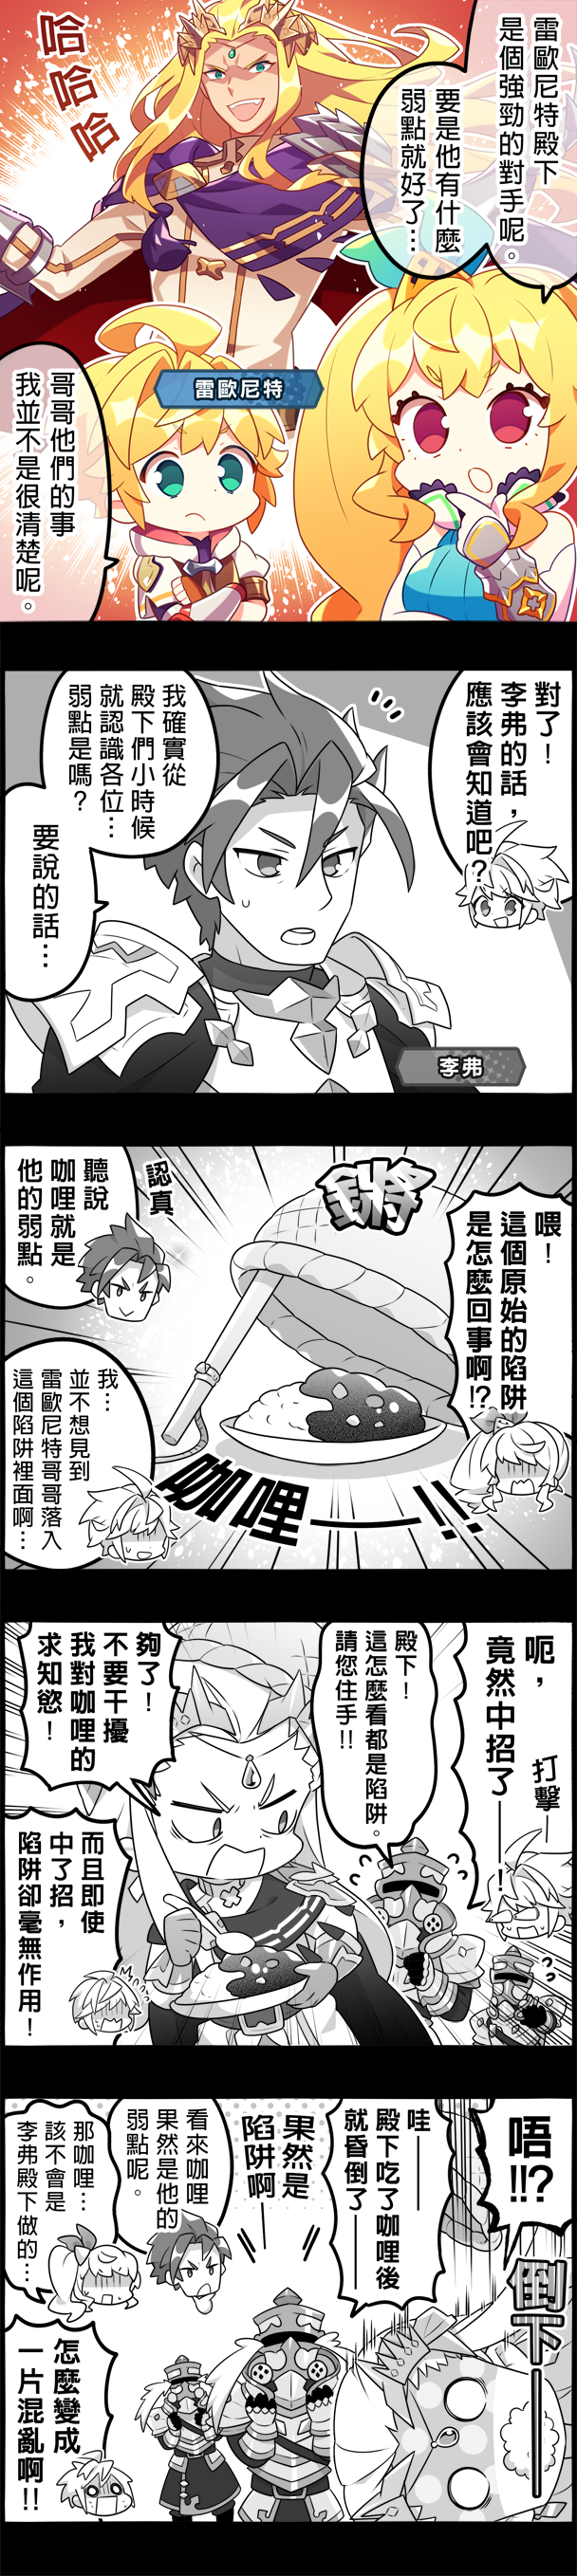 雷歐尼特殿下
是個強勁的對手呢。
要是他有什麼
弱點就好了…
哈哈哈
雷歐尼特
哥哥他們的事
我並不是很清楚呢。
對了！
李弗的話，
應該會知道吧？
我確實從
殿下們小時候
就認識各位…
弱點是嗎？
要說的話…
李弗
喂！
這個原始的陷阱
是怎麼回事啊!?
鏘
認真
聽說
咖哩就是
他的弱點。
咖哩——!!
我…
並不想見到
雷歐尼特哥哥落入
這個陷阱裡面啊…
呃，
竟然中招了——！
打擊—
殿下！
這怎麼看都是陷阱。
請您住手!!
夠了！
不要干擾
我對咖哩的
求知慾！
而且即使
中了招，
陷阱卻毫無作用！
唔!!?
倒下——
哇——
殿下吃了咖哩後
就昏倒了——
果然是
陷阱啊—
看來咖哩
果然是他的
弱點呢。
那咖哩…
該不會是
李弗殿下做的…
怎麼變成
一片混亂啊!!